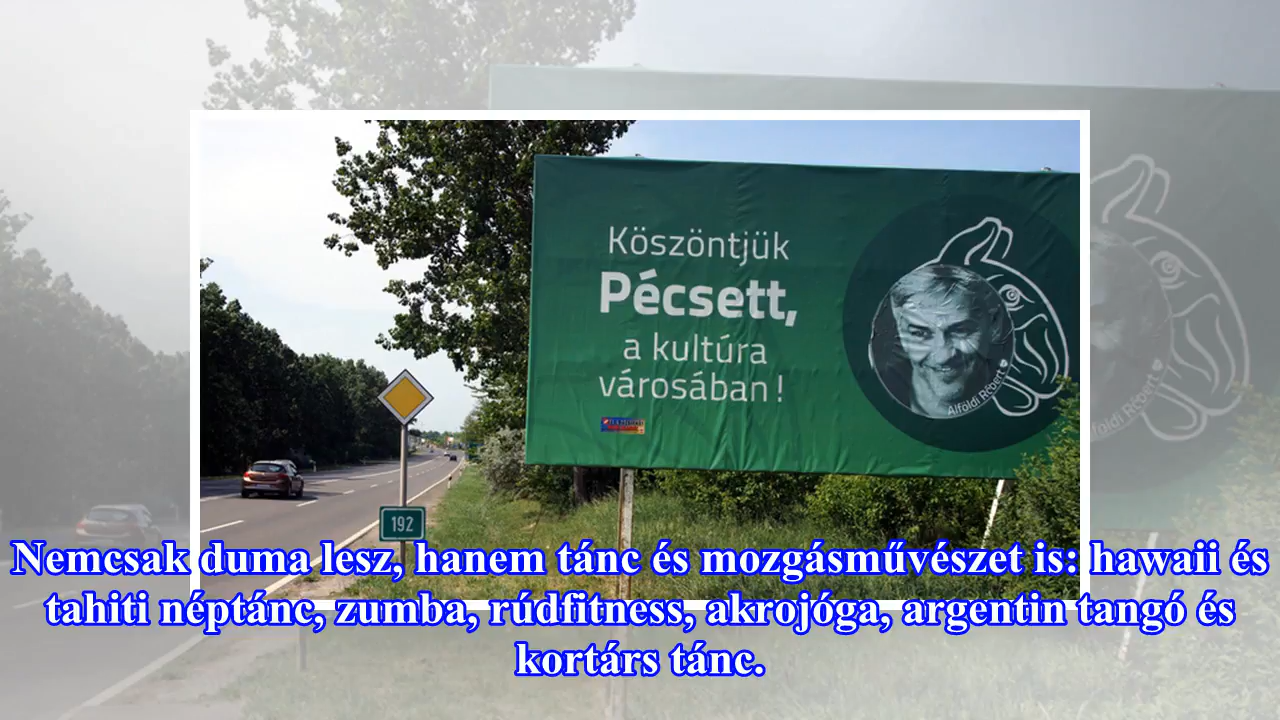 Köszöntjük
Pécsett,
a kultúra
városában!
Alföldi Róbert
192
Nemcsak duma lesz, hanem tánc és mozgásművészet is: hawaii és
tahiti néptánc, zumba, rúdfitness, akrojóga, argentin tangó és
kortárs tánc.